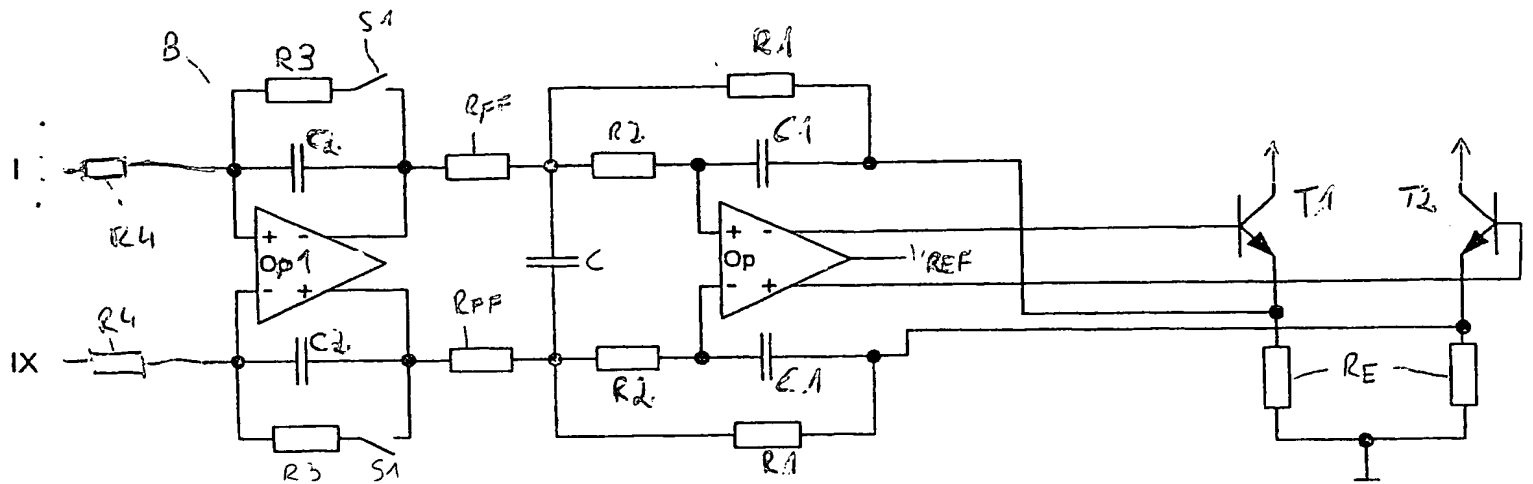 S1
B
R3
R1
RFF
C2
R2
C1
I
R4
T1
T2
+ -
Op1
- +
C
+ -
Op
- +
VREF
RFF
R4
C2
IX
R2
C1
RE
R3
S1
R1